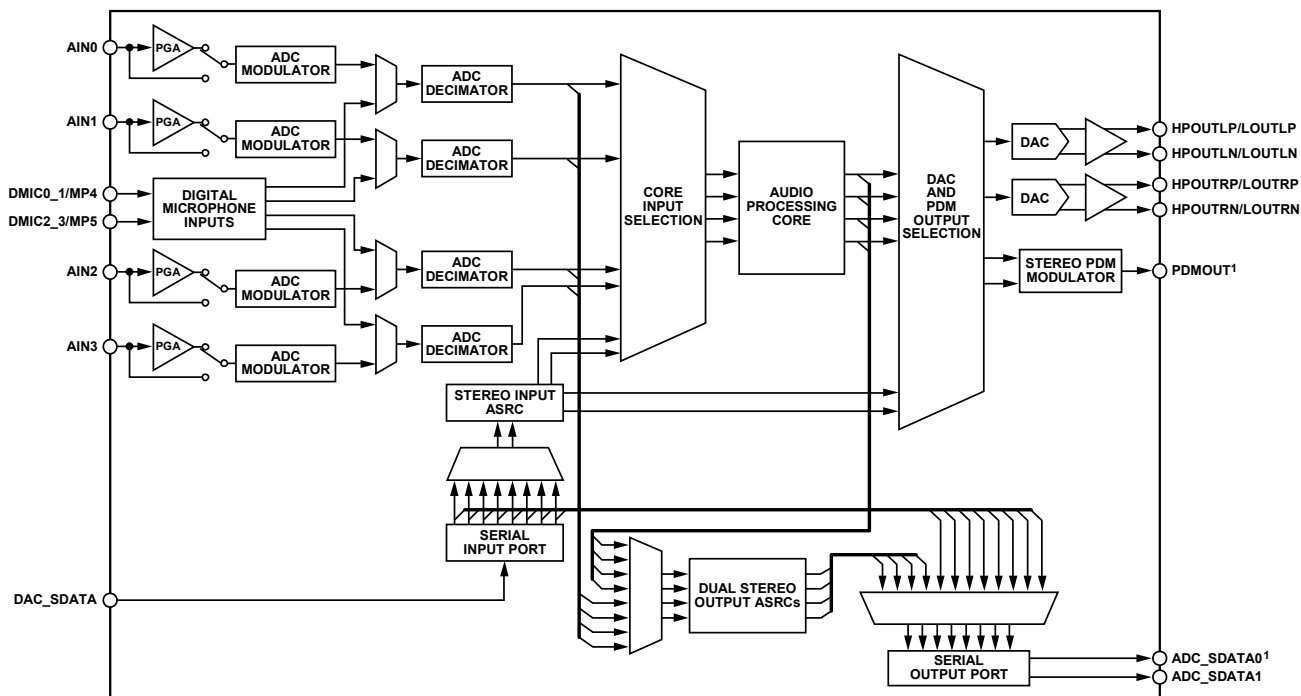 AIN0
PGA
ADC
MODULATOR
ADC
DECIMATOR
AIN1
PGA
ADC
MODULATOR
ADC
DECIMATOR
DMIC0_1/MP4
DMIC2_3/MP5
DIGITAL
MICROPHONE
INPUTS
AIN2
PGA
ADC
MODULATOR
ADC
DECIMATOR
AIN3
PGA
ADC
MODULATOR
ADC
DECIMATOR
CORE
INPUT
SELECTION
AUDIO
PROCESSING
CORE
DAC
AND
PDM
OUTPUT
SELECTION
DAC
HPOUTLP/LOUTLP
HPOUTLN/LOUTLN
DAC
HPOUTRP/LOUTRP
HPOUTRN/LOUTRN
STEREO PDM
MODULATOR
PDMOUT¹
STEREO INPUT
ASRC
SERIAL
INPUT PORT
DAC_SDATA
DUAL STEREO
OUTPUT ASRCs
SERIAL
OUTPUT PORT
ADC_SDATA0¹
ADC_SDATA1